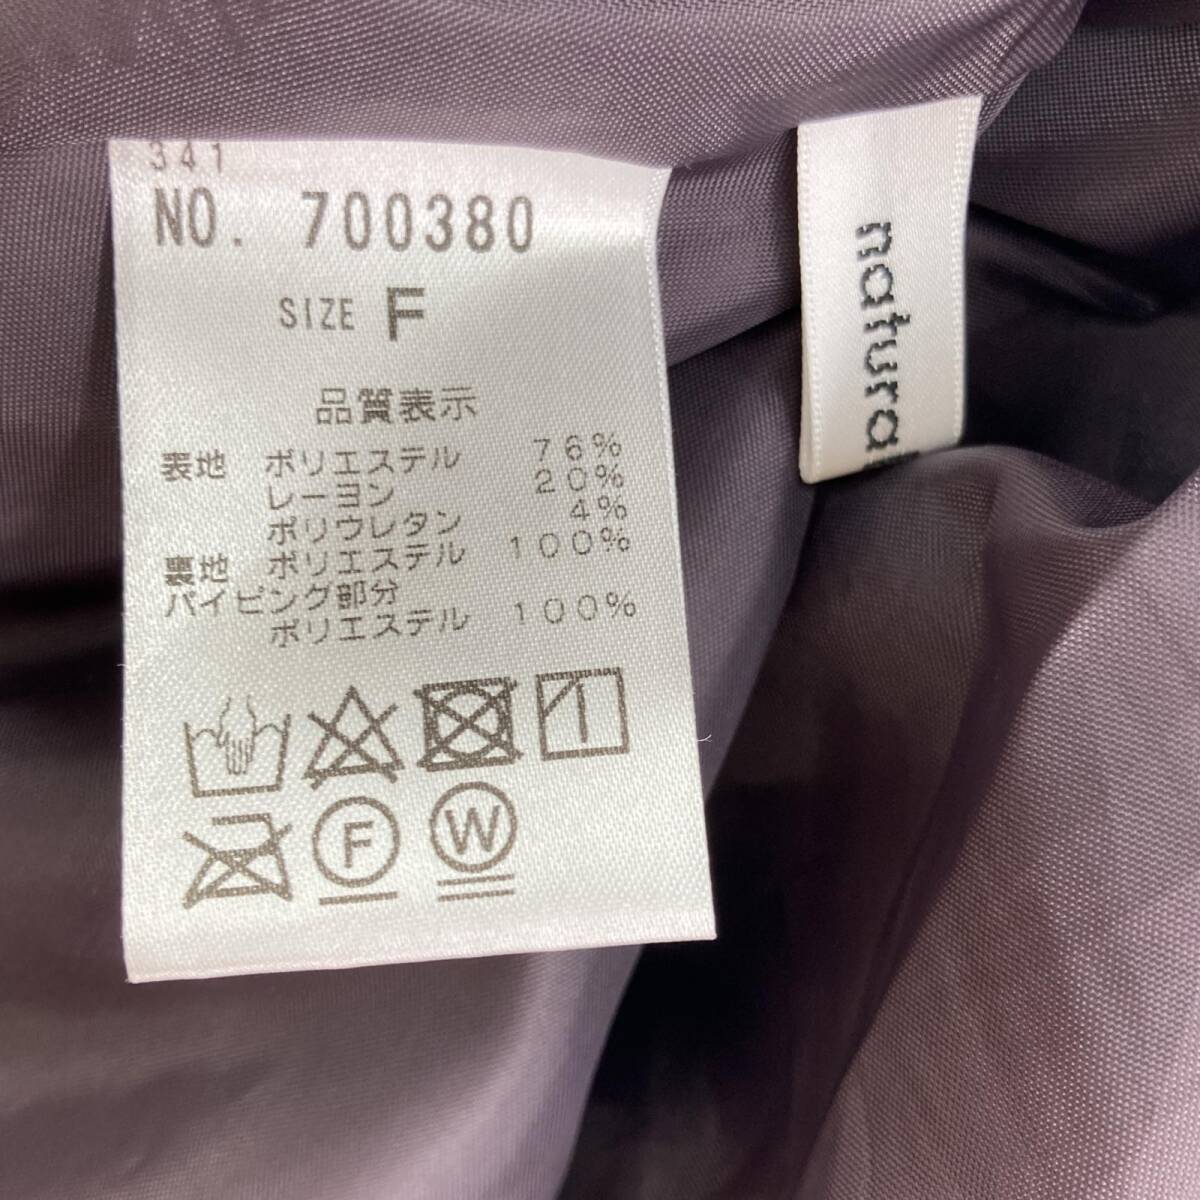 341
NO. 700380
SIZE F
品質表示
表地 ポリエステル 76%
レーヨン 20%
ポリウレタン 4%
裏地 ポリエステル 100%
パイピング部分
ポリエステル 100%
F W
natural